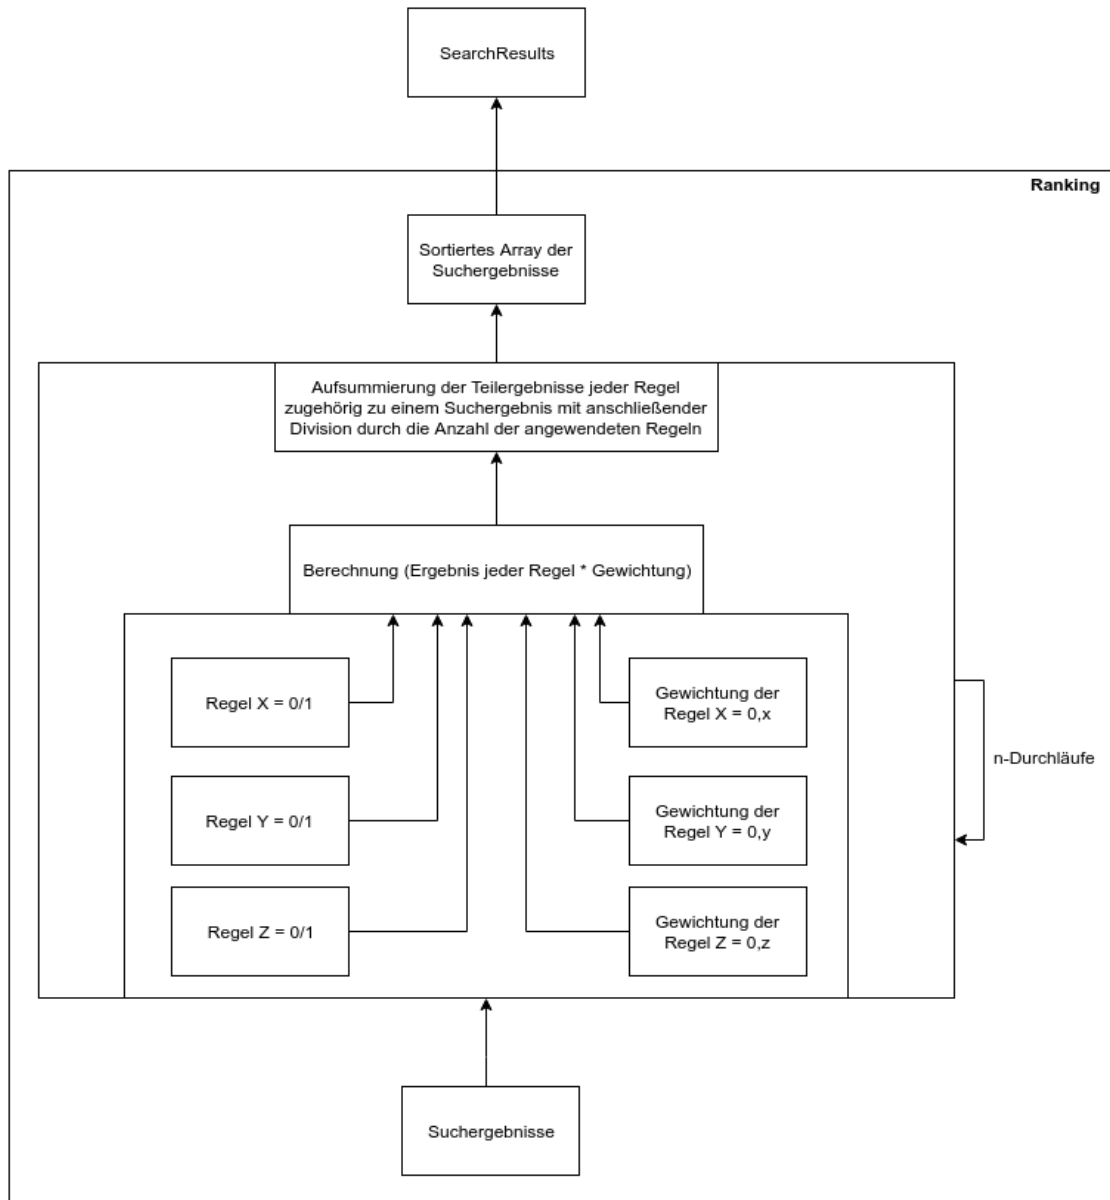 SearchResults
Ranking
Sortiertes Array der
Suchergebnisse
Aufsummierung der Teilergebnisse jeder Regel
zugehörig zu einem Suchergebnis mit anschließender
Division durch die Anzahl der angewendeten Regeln
Berechnung (Ergebnis jeder Regel * Gewichtung)
Regel X = 0/1
Gewichtung der
Regel X = 0,x
n-Durchläufe
Regel Y = 0/1
Gewichtung der
Regel Y = 0,y
Regel Z = 0/1
Gewichtung der
Regel Z = 0,z
Suchergebnisse